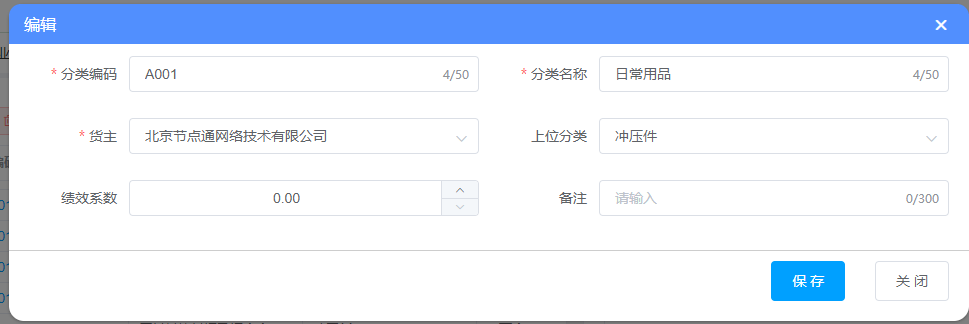 编辑
* 分类编码 A001 4/50 * 分类名称 日常用品 4/50
* 货主 北京节点通网络技术有限公司 上位分类 冲压件
绩效系数 0.00 备注 请输入 0/300
保存 关闭